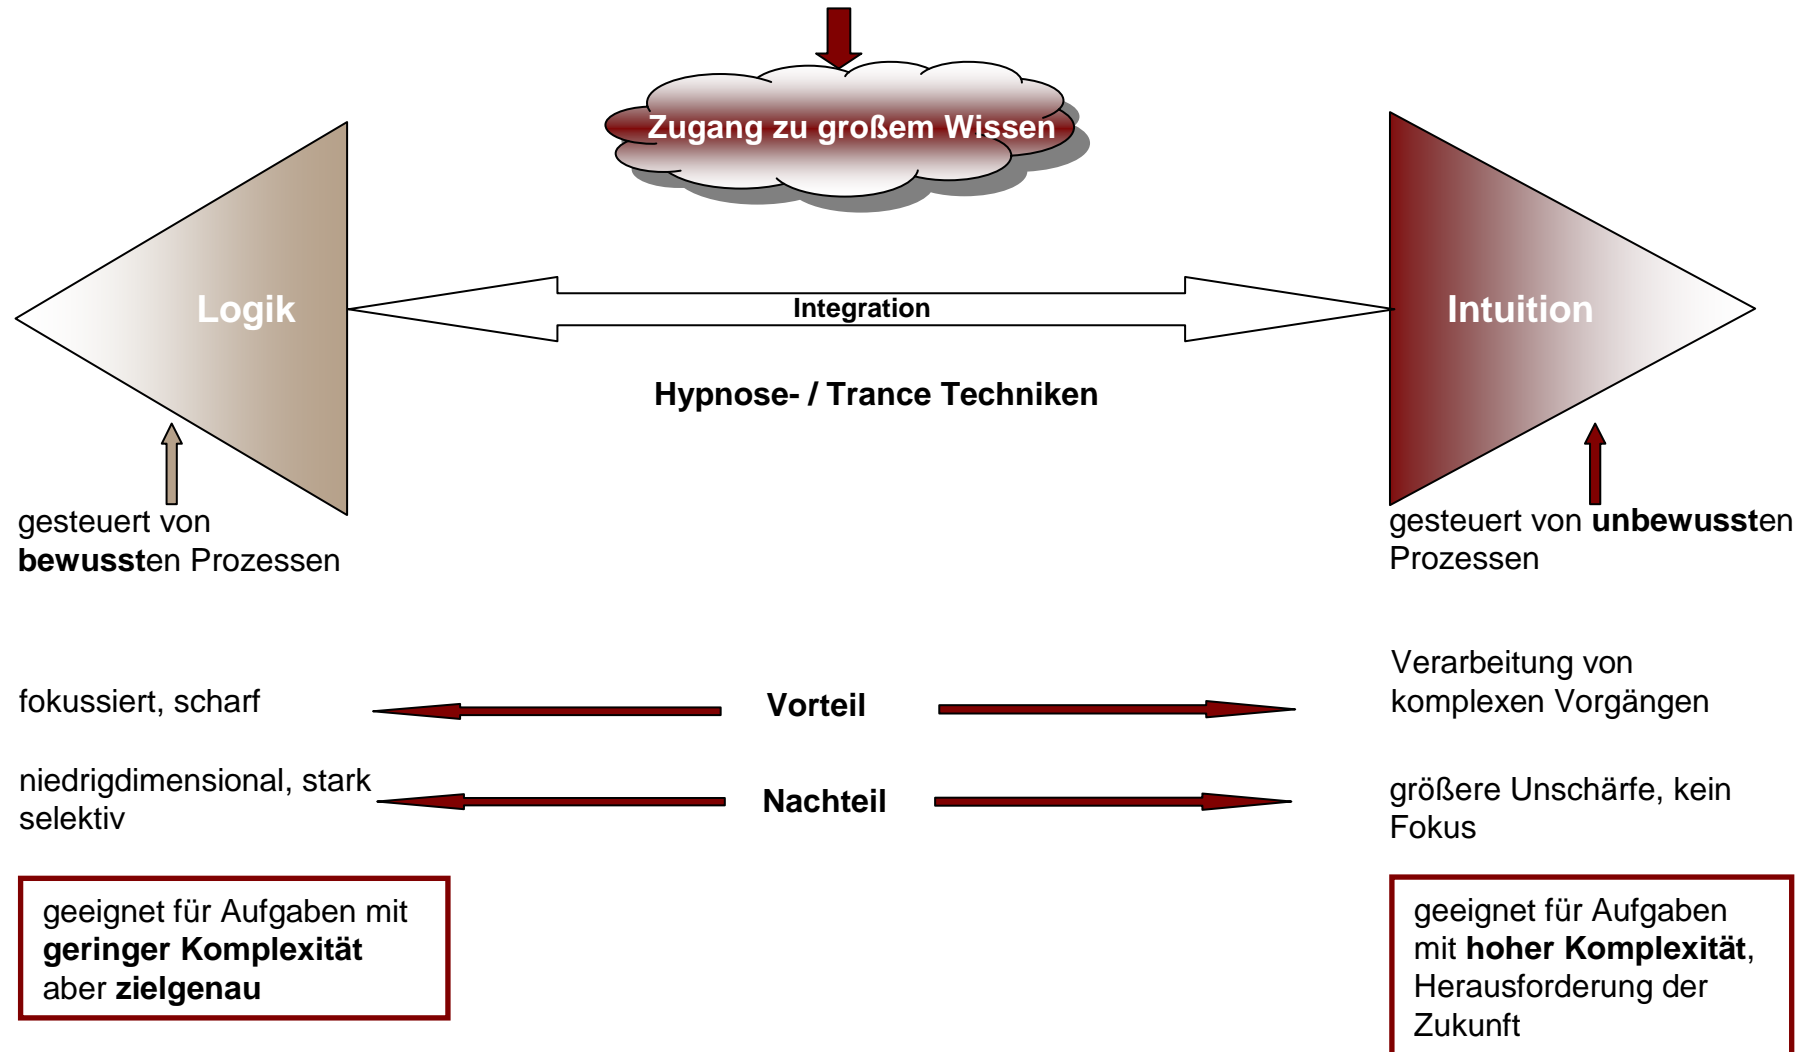 Zugang zu großem Wissen
Logik
Integration
Intuition
Hypnose- / Trance Techniken
gesteuert von
bewussten Prozessen
gesteuert von unbewussten
Prozessen
fokussiert, scharf
Vorteil
Verarbeitung von
komplexen Vorgängen
niedrigdimensional, stark
selektiv
Nachteil
größere Unschärfe, kein
Fokus
geeignet für Aufgaben mit
geringer Komplexität
aber zielgenau
geeignet für Aufgaben
mit hoher Komplexität,
Herausforderung der
Zukunft